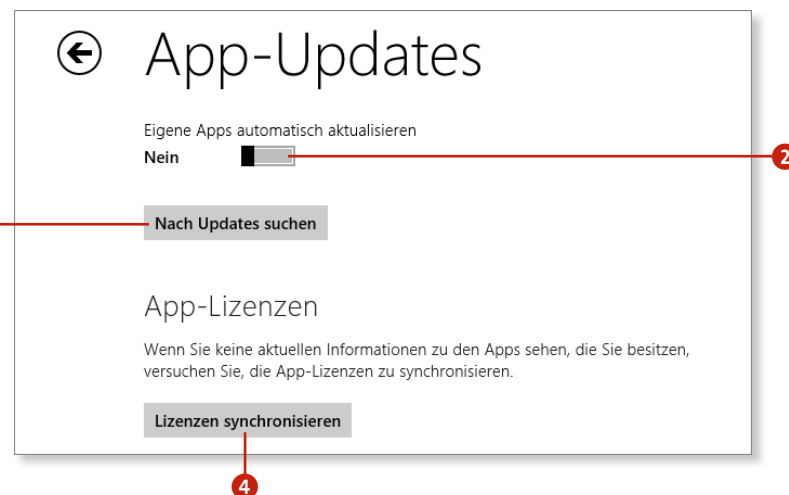 App-Updates
Eigene Apps automatisch aktualisieren
Nein
2
Nach Updates suchen
App-Lizenzen
Wenn Sie keine aktuellen Informationen zu den Apps sehen, die Sie besitzen,
versuchen Sie, die App-Lizenzen zu synchronisieren.
Lizenzen synchronisieren
4